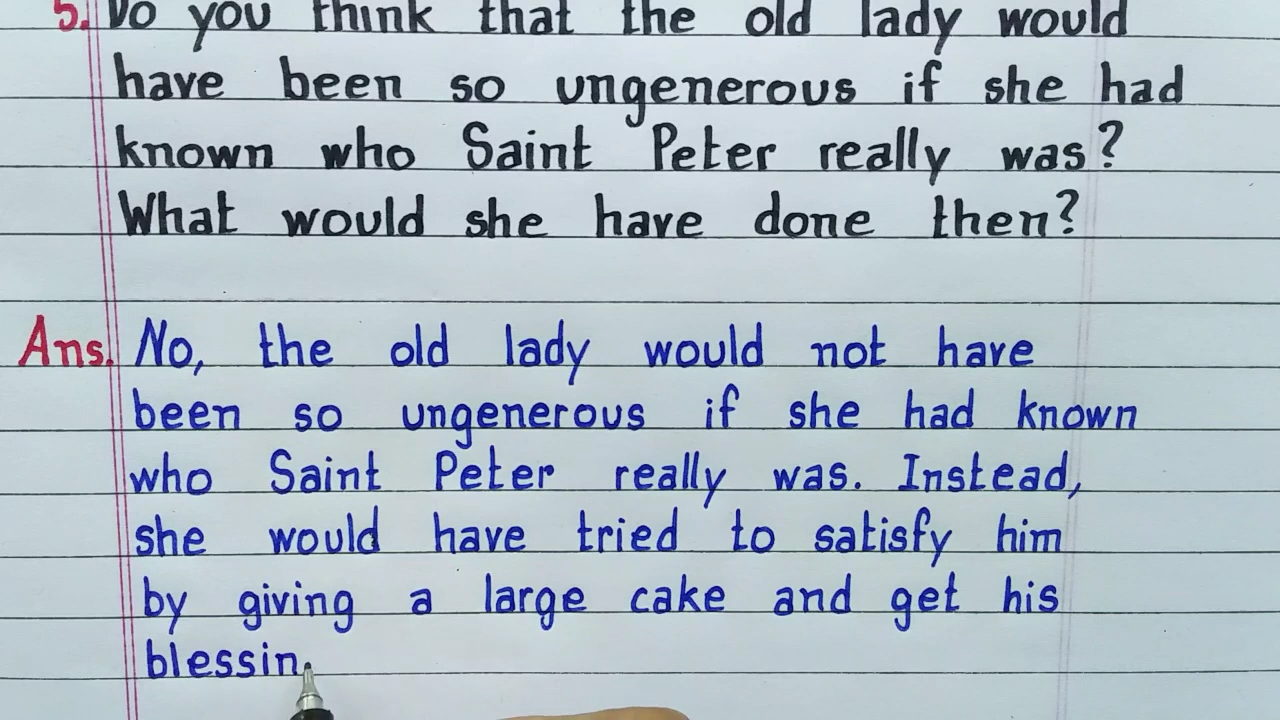 5. Do you think that the old lady would
have been so ungenerous if she had
known who Saint Peter really was?
What would she have done then?
Ans. No, the old lady would not have
been so ungenerous if she had known
who Saint Peter really was. Instead,
she would have tried to satisfy him
by giving a large cake and get his
blessin